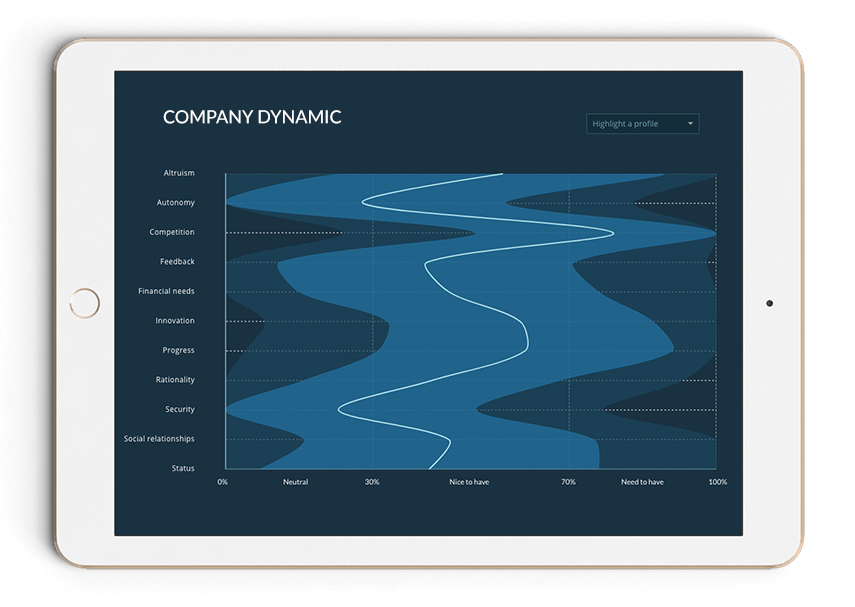 COMPANY DYNAMIC
Highlight a profile
Altruism
Autonomy
Competition
Feedback
Financial needs
Innovation
Progress
Rationality
Security
Social relationships
Status
0%
Neutral
30%
Nice to have
70%
Need to have
100%